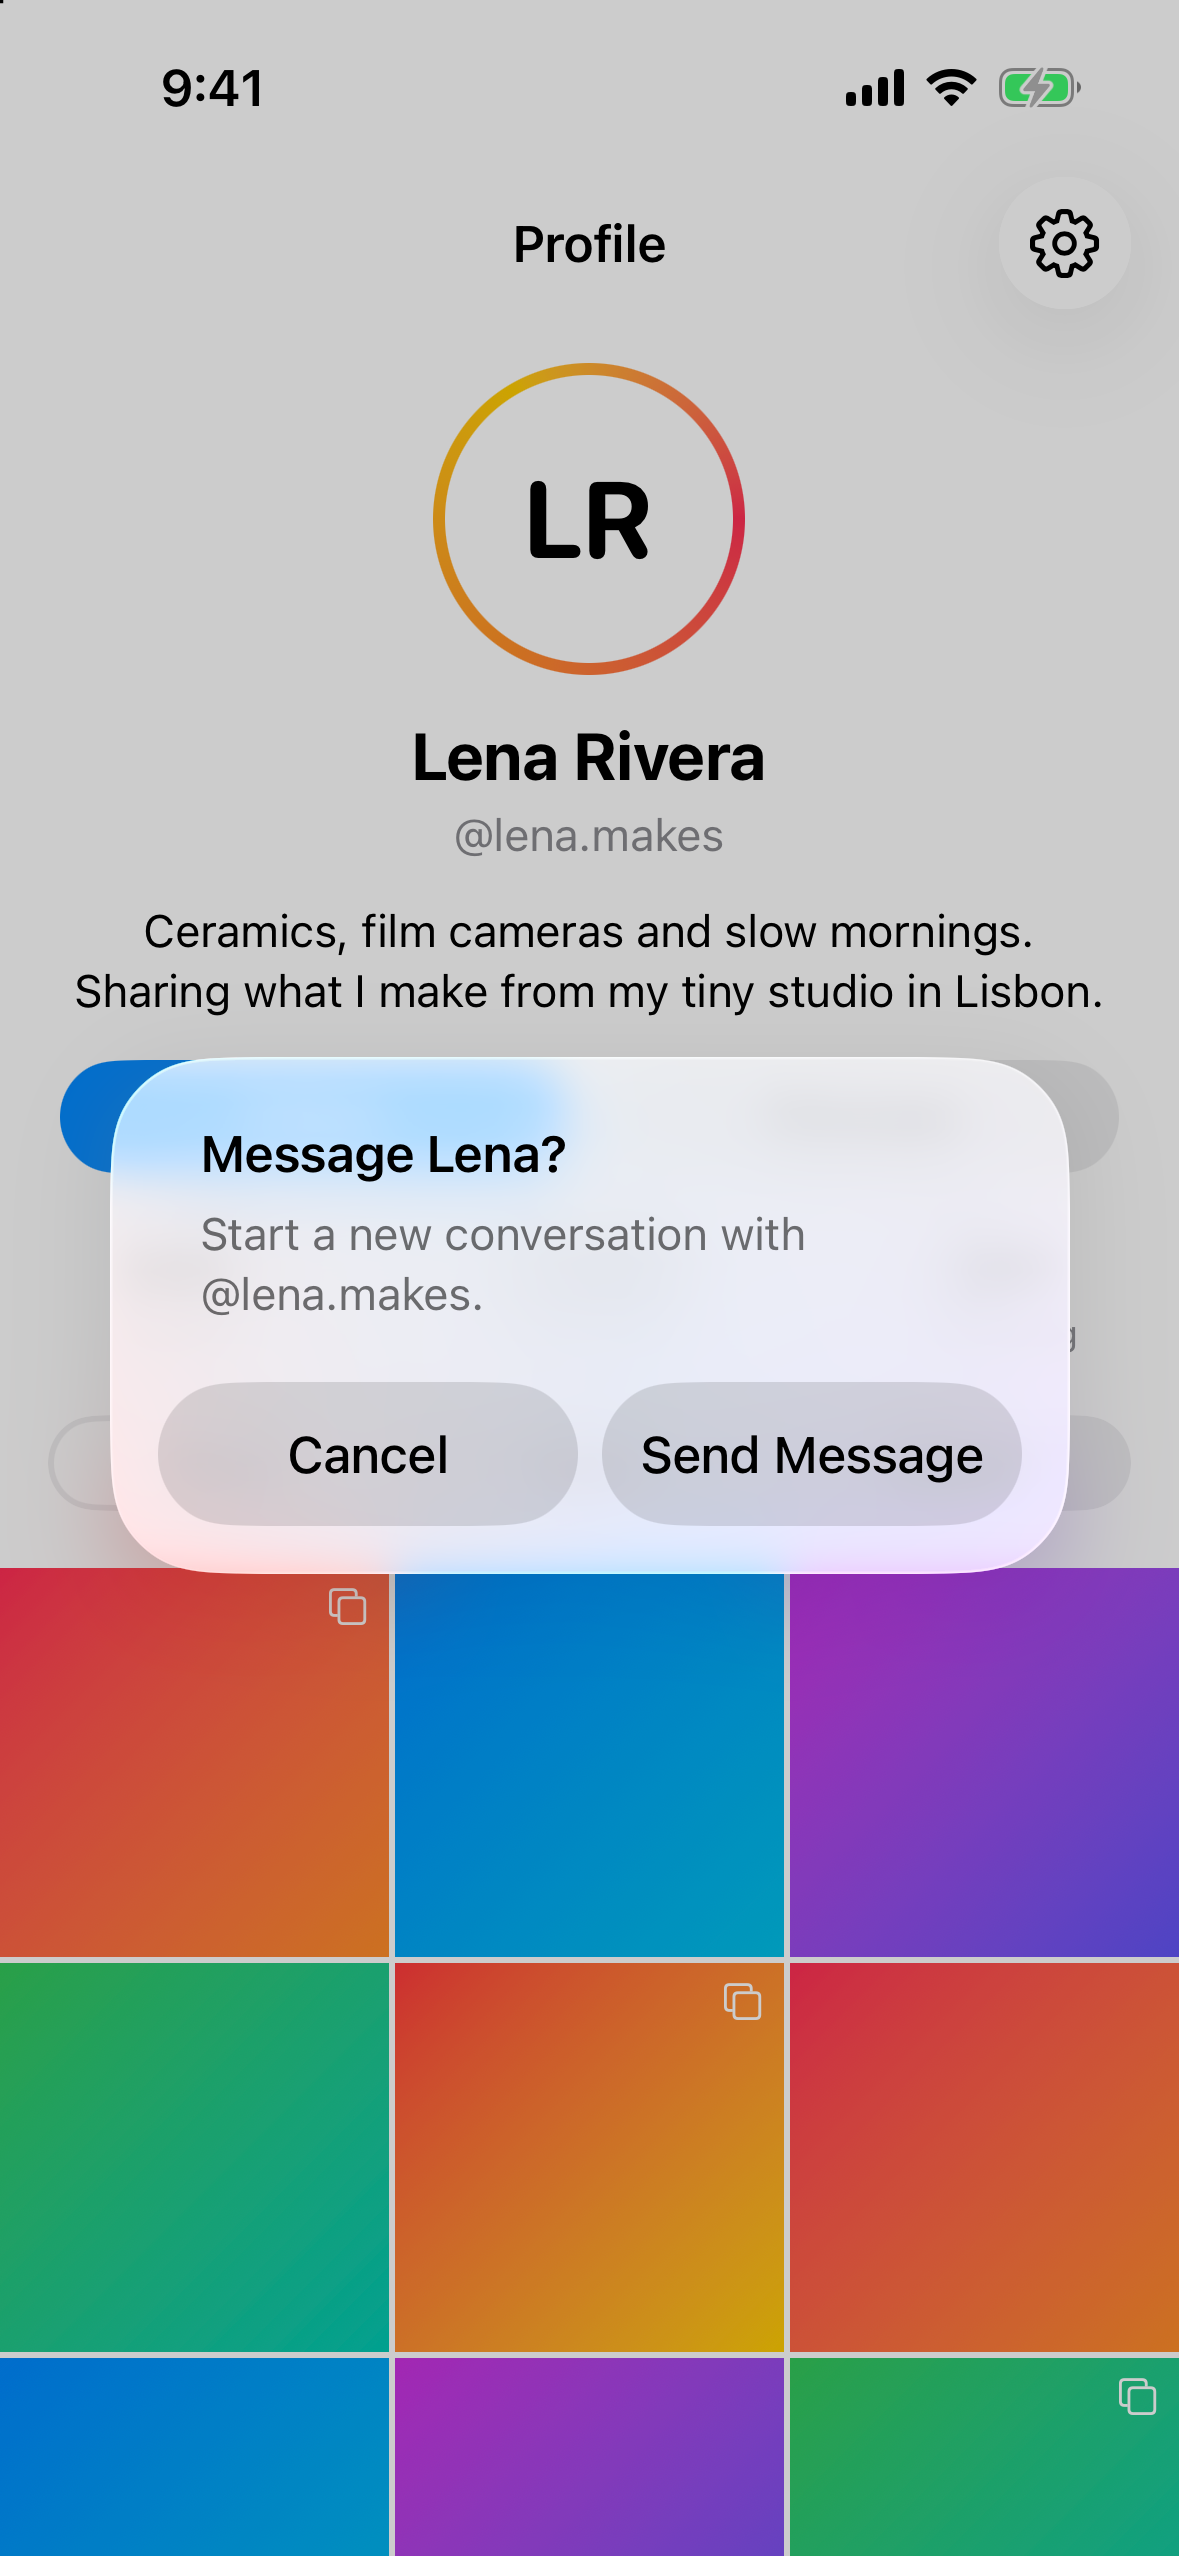 9:41
Profile
LR
Lena Rivera
@lena.makes
Ceramics, film cameras and slow mornings.
Sharing what I make from my tiny studio in Lisbon.
Message Lena?
Start a new conversation with
@lena.makes.
Cancel
Send Message